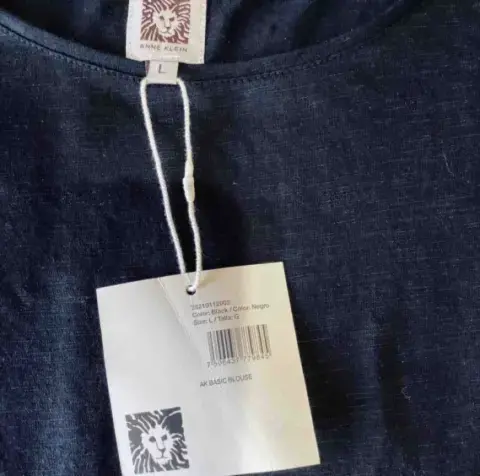 ANNE KLEIN
L
Color: Black / Color: Negro
Size: L / Talla: G
AK BASIC BLOUSE